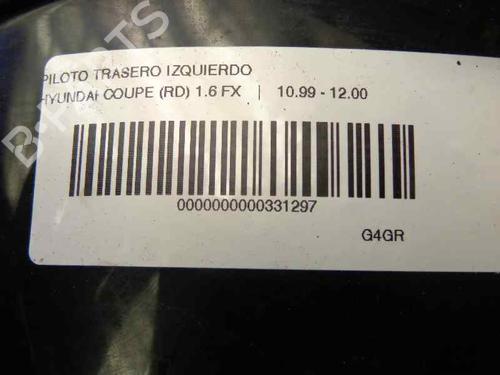 PILOTO TRASERO IZQUIERDO
HYUNDAI COUPE (RD) 1.6 FX | 10.99 - 12.00
0000000000331297
G4GR